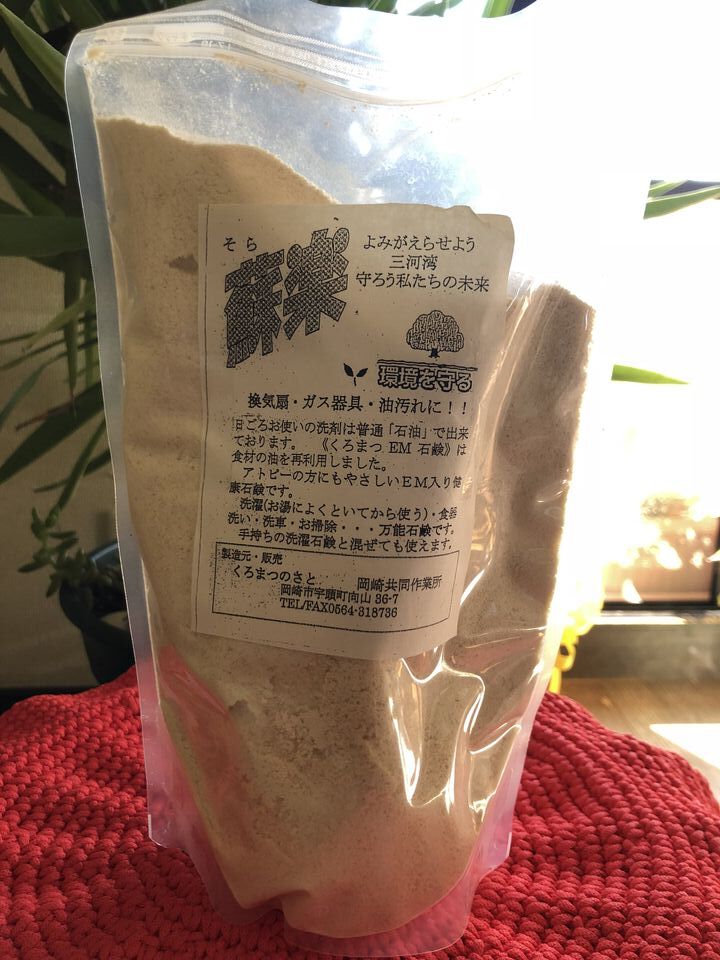 そら
蘇楽
よみがえらせよう
三河湾
守ろう私たちの未来
環境を守る
換気扇・ガス器具・油汚れに！！
日ごろお使いの洗剤は普通「石油」で出来
ております。 《くろまつEM石鹸》は
食材の油を再利用しました。
アトピーの方にもやさしいEM入り健
康石鹸です。
洗濯(お湯によくといてから使う)・食器
洗い・洗車・お掃除・・・万能石鹸です。
手持ちの洗濯石鹸と混ぜても使えます。
製造元・販売
くろまつのさと 岡崎共同作業所
岡崎市宇頭町向山 36-7
TEL/FAX0564-318736